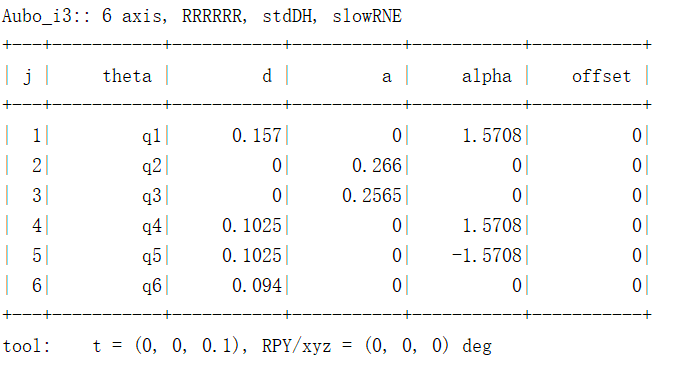 Aubo_i3:: 6 axis, RRRRRR, stdDH, slowRNE
+---+-----------+-----------+-----------+-----------+-----------+
| j |     theta |         d |         a |     alpha |    offset |
+---+-----------+-----------+-----------+-----------+-----------+
|  1|         q1|      0.157|          0|     1.5708|          0|
|  2|         q2|          0|      0.266|          0|          0|
|  3|         q3|          0|     0.2565|          0|          0|
|  4|         q4|     0.1025|          0|     1.5708|          0|
|  5|         q5|     0.1025|          0|    -1.5708|          0|
|  6|         q6|      0.094|          0|          0|          0|
+---+-----------+-----------+-----------+-----------+-----------+
tool:    t = (0, 0, 0.1), RPY/xyz = (0, 0, 0) deg